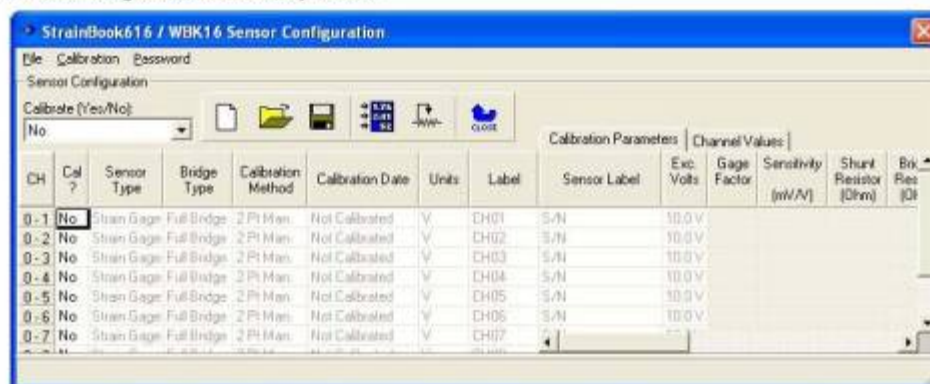 StrainBook616 / WBK16 Sensor Configuration
File Calibration Password
Sensor Configuration
Calibrate (Yes/No):
No
CLOSE
Calibration Parameters Channel Values
CH Cal ? Sensor Type Bridge Type Calibration Method Calibration Date Units Label Sensor Label Exc. Volts Gage Factor Sensitivity (mV/V) Shunt Resistor (Ohm)
0 - 1 No Strain Gage Full Bridge 2 Pt Man. Not Calibrated V CH01 S/N 10.0 V
0 - 2 No Strain Gage Full Bridge 2 Pt Man. Not Calibrated V CH02 S/N 10.0 V
0 - 3 No Strain Gage Full Bridge 2 Pt Man. Not Calibrated V CH03 S/N 10.0 V
0 - 4 No Strain Gage Full Bridge 2 Pt Man. Not Calibrated V CH04 S/N 10.0 V
0 - 5 No Strain Gage Full Bridge 2 Pt Man. Not Calibrated V CH05 S/N 10.0 V
0 - 6 No Strain Gage Full Bridge 2 Pt Man. Not Calibrated V CH06 S/N 10.0 V
0 - 7 No Strain Gage Full Bridge 2 Pt Man. Not Calibrated V CH07